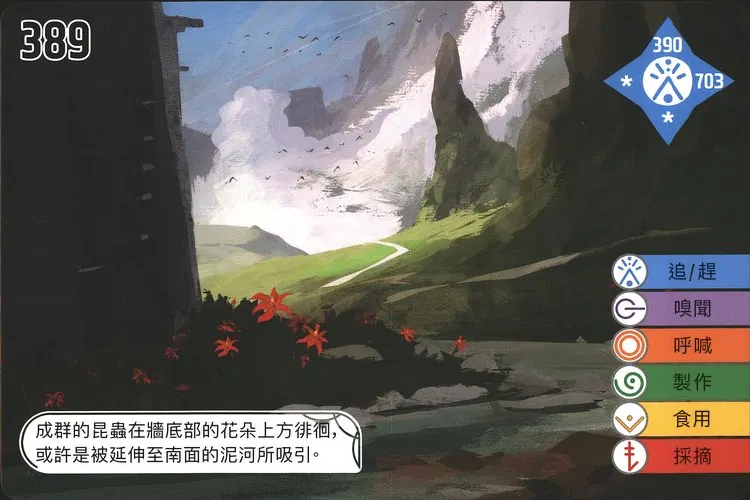 389
390
* 703
*
追/趕
嗅聞
呼喊
製作
食用
採摘
成群的昆蟲在牆底部的花朵上方徘徊,
或許是被延伸至南面的泥河所吸引。